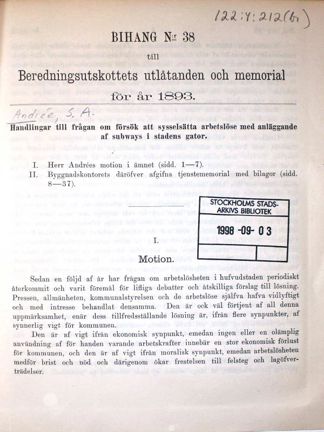 122:4:212(br)
BIHANG Nr 38
till
Beredningsutskottets utlåtanden och memorial
för år 1893.
Andrée, S. A.
Handlingar till frågan om försök att sysselsätta arbetslöse med anläggande
af subways i stadens gator.
I. Herr Andrées motion i ämnet (sidd. 1—7).
II. Byggnadskontorets däröfver afgifna tjenstememorial med bilagor (sidd.
8—37).
STOCKHOLMS STADS-
ARKIVS BIBLIOTEK
1998 -09- 03
I.
Motion.
Sedan en följd af år har frågan om arbetslösheten i hufvudstaden periodiskt
återkommit och varit föremål för lifliga debatter och åtskilliga förslag till lösning.
Pressen, allmänheten, kommunalstyrelsen och de arbetslöse sjelfva hafva vidlyftigt
och med intresse behandlat densamma. Den är ock väl förtjent af all denna
uppmärksamhet, enär dess tillfredsställande lösning är, ifrån flere synpunkter, af
synnerlig vigt för kommunen.
Den är af vigt ifrån ekonomisk synpunkt, emedan ingen eller en olämplig
användning af för handen varande arbetskrafter innebär en stor ekonomisk förlust
för kommunen, och den är af vigt ifrån moralisk synpunkt, emedan arbetslösheten
medför brist och nöd och därigenom ökar frestelsen till felsteg och lagöfver-
trädelser.